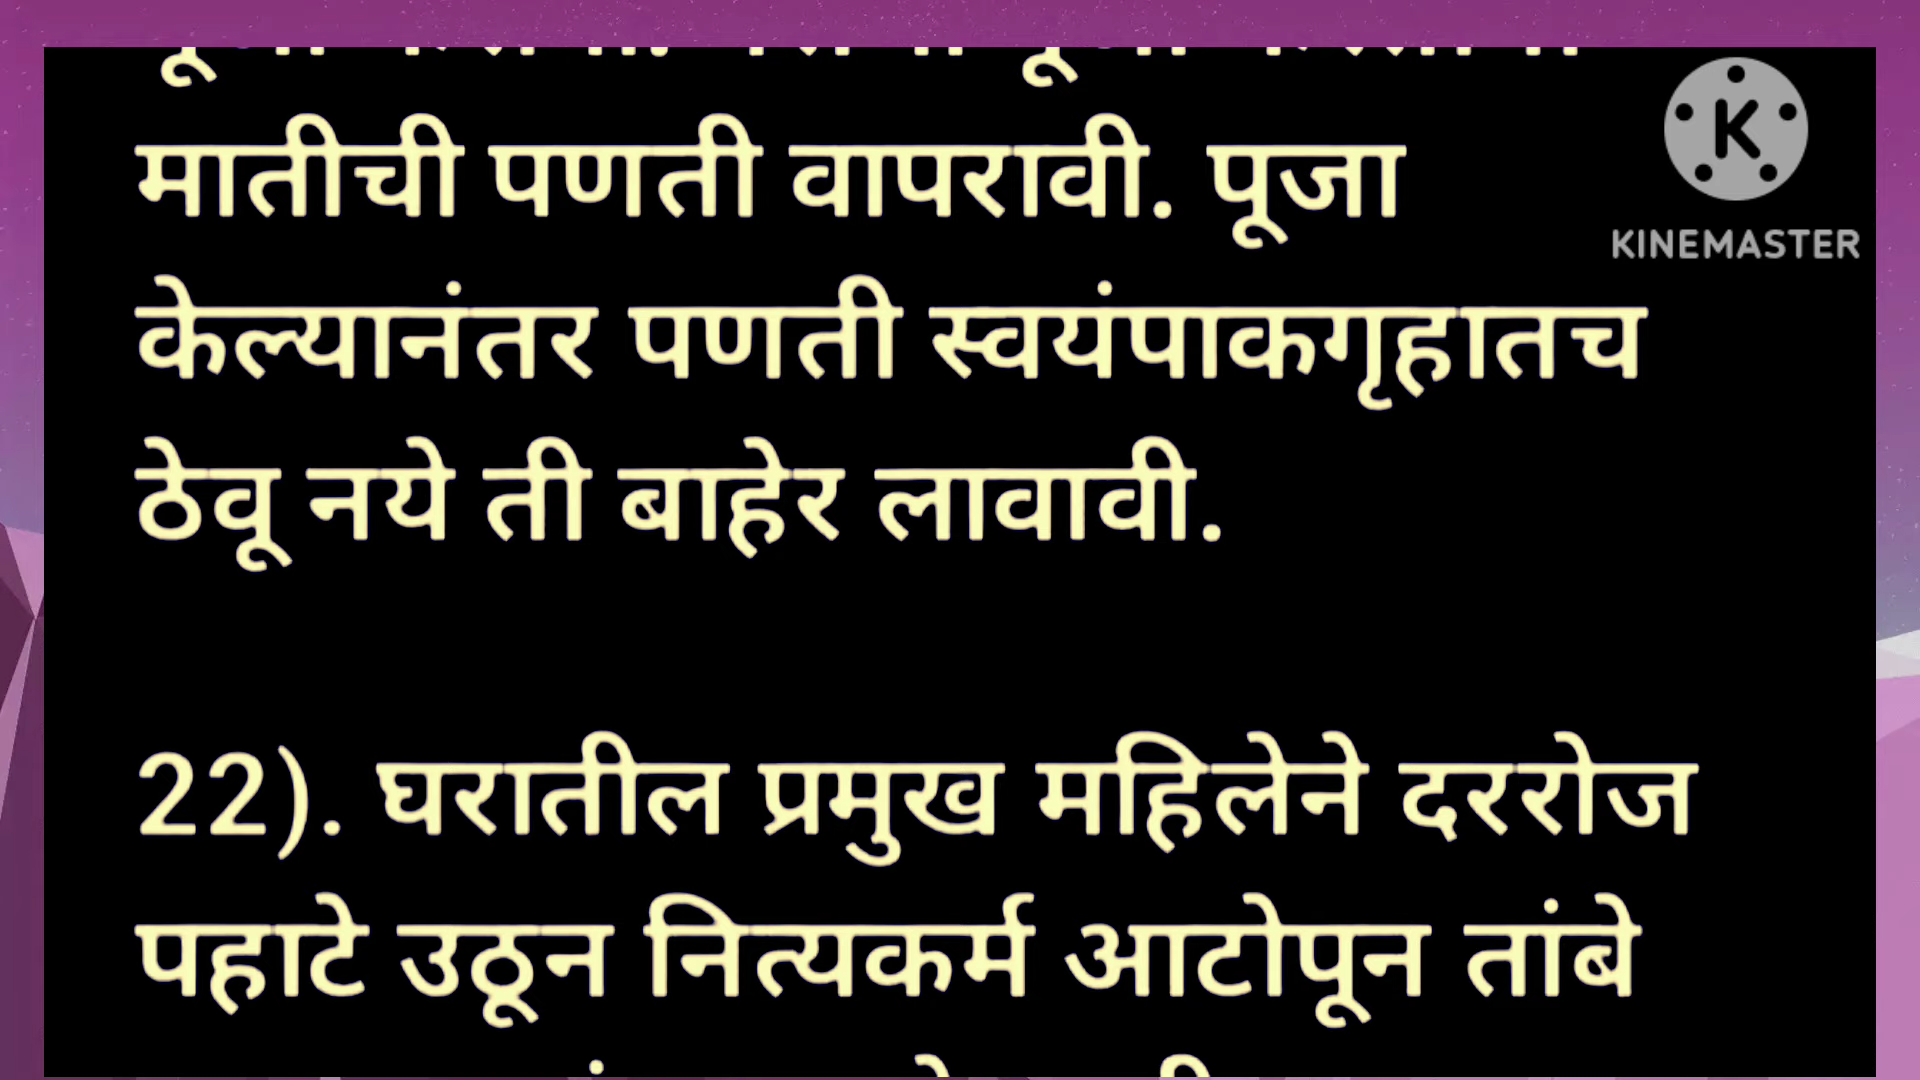 मातीची पणती वापरावी. पूजा
केल्यानंतर पणती स्वयंपाकगृहातच
ठेवू नये ती बाहेर लावावी.
22). घरातील प्रमुख महिलेने दररोज
पहाटे उठून नित्यकर्म आटोपून तांबे
K
KINEMASTER